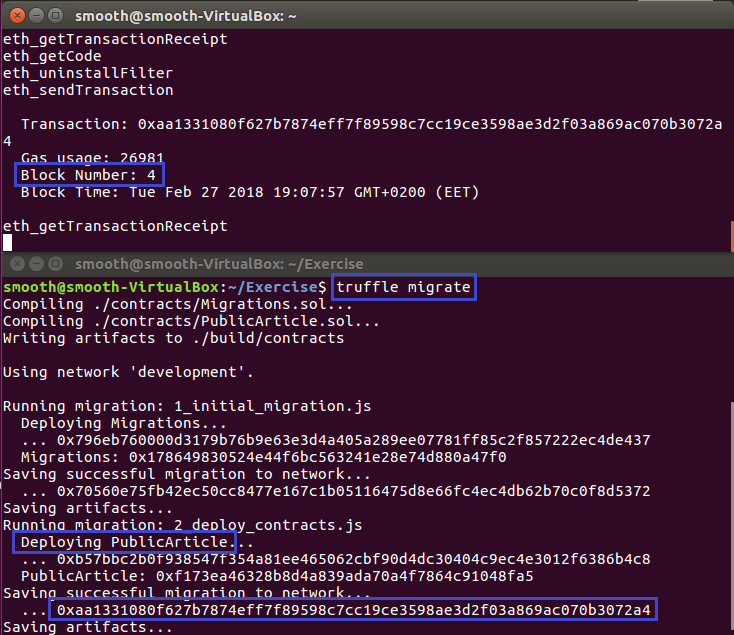 smooth@smooth-VirtualBox: ~
eth_getTransactionReceipt
eth_getCode
eth_uninstallFilter
eth_sendTransaction
Transaction: 0xaa1331080f627b7874eff7f89598c7cc19ce3598ae3d2f03a869ac070b3072a
4
Gas usage: 26981
Block Number: 4
Block Time: Tue Feb 27 2018 19:07:57 GMT+0200 (EET)
eth_getTransactionReceipt
smooth@smooth-VirtualBox: ~/Exercise
smooth@smooth-VirtualBox:~/Exercise$ truffle migrate
Compiling ./contracts/Migrations.sol...
Compiling ./contracts/PublicArticle.sol...
Writing artifacts to ./build/contracts
Using network 'development'.
Running migration: 1_initial_migration.js
Deploying Migrations...
... 0x796eb760000d3179b76b9e63e3d4a405a289ee07781ff85c2f857222ec4de437
Migrations: 0x178649830524e44f6bc563241e28e74d880a47f0
Saving successful migration to network...
... 0x70560e75fb42ec50cc8477e167c1b05116475d8e66fc4ec4db62b70c0f8d5372
Saving artifacts...
Running migration: 2_deploy_contracts.js
Deploying PublicArticle...
... 0xb57bbc2b0f938547f354a81ee465062cbf90d4dc30404c9ec4e3012f6386b4c8
PublicArticle: 0xf173ea46328b8d4a839ada70a4f7864c91048fa5
Saving successful migration to network...
... 0xaa1331080f627b7874eff7f89598c7cc19ce3598ae3d2f03a869ac070b3072a4
Saving artifacts...